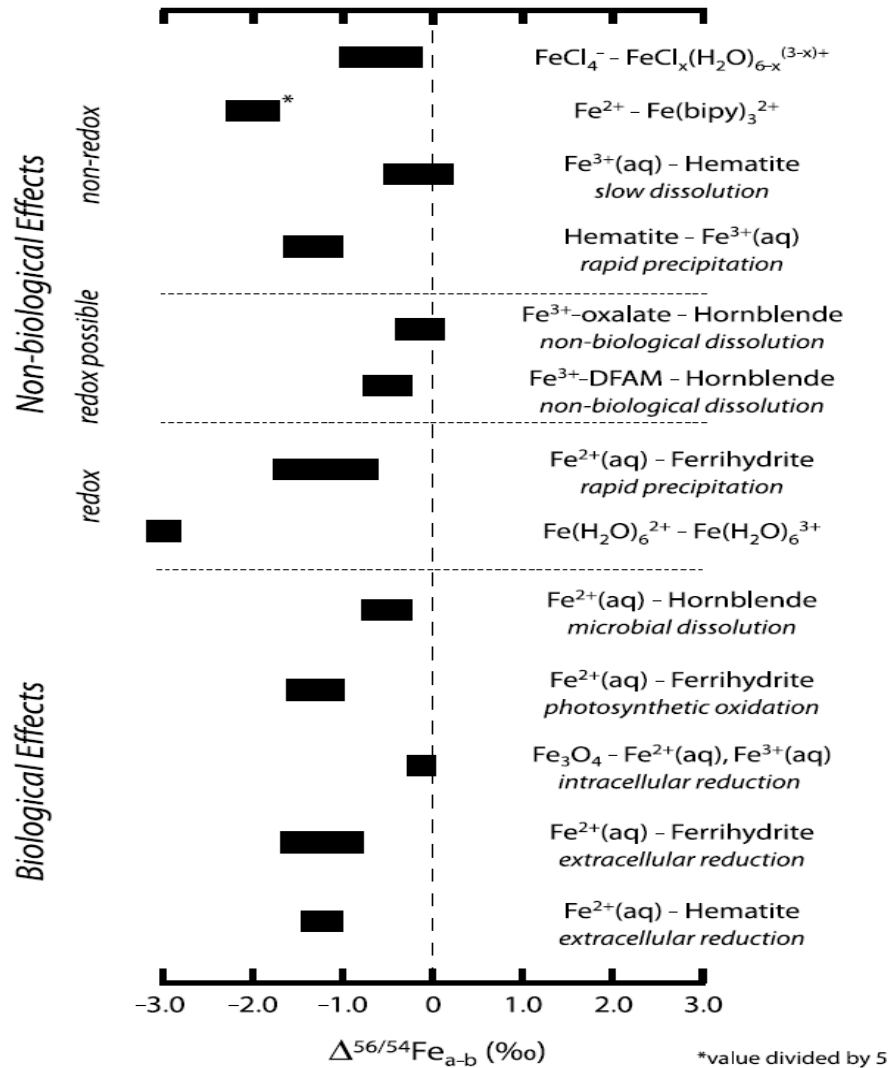 Non-biological Effects
non-redox
FeCl₄⁻ – FeClₓ(H₂O)₆₋ₓ⁽³⁻ˣ⁾⁺
*
Fe²⁺ – Fe(bipy)₃²⁺
Fe³⁺(aq) – Hematite
slow dissolution
Hematite – Fe³⁺(aq)
rapid precipitation
redox possible
Fe³⁺-oxalate – Hornblende
non-biological dissolution
Fe³⁺-DFAM – Hornblende
non-biological dissolution
redox
Fe²⁺(aq) – Ferrihydrite
rapid precipitation
Fe(H₂O)₆²⁺ – Fe(H₂O)₆³⁺
Biological Effects
Fe²⁺(aq) – Hornblende
microbial dissolution
Fe²⁺(aq) – Ferrihydrite
photosynthetic oxidation
Fe₃O₄ – Fe²⁺(aq), Fe³⁺(aq)
intracellular reduction
Fe²⁺(aq) – Ferrihydrite
extracellular reduction
Fe²⁺(aq) – Hematite
extracellular reduction
–3.0 –2.0 –1.0 0 1.0 2.0 3.0
Δ⁵⁶ᐟ⁵⁴Feₐ₋b (‰)
*value divided by 5